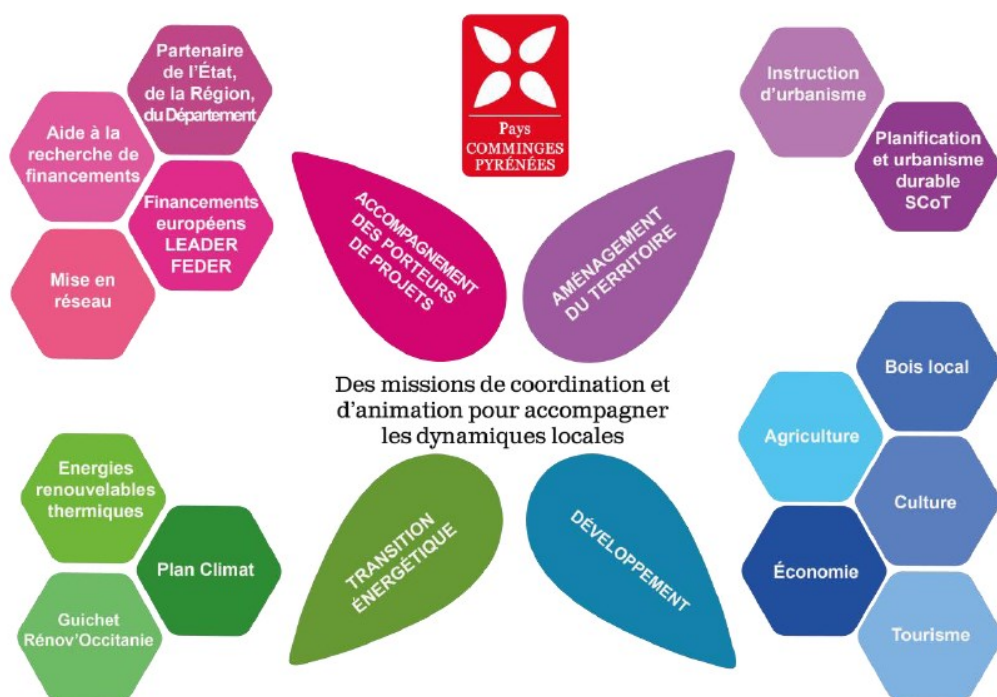 Partenaire
de l'État,
de la Région,
du Département
Aide à la
recherche de
financements
Financements
européens
LEADER
FEDER
Mise en
réseau
Pays
COMMINGES
PYRÉNÉES
Instruction
d'urbanisme
Planification
et urbanisme
durable
SCoT
ACCOMPAGNEMENT
DES PORTEURS
DE PROJETS
AMÉNAGEMENT
DU TERRITOIRE
Des missions de coordination et
d'animation pour accompagner
les dynamiques locales
Energies
renouvelables
thermiques
Plan Climat
Guichet
Rénov'Occitanie
TRANSITION
ÉNERGÉTIQUE
DÉVELOPPEMENT
Bois local
Agriculture
Culture
Économie
Tourisme